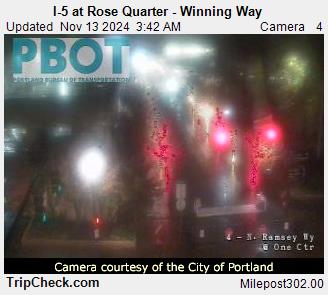 I-5 at Rose Quarter - Winning Way
Updated Nov 13 2024 3:42 AM Camera 4
PBOT
PORTLAND BUREAU OF TRANSPORTATION
4 - N. Ramsey Wy
@ One Ctr
Camera courtesy of the City of Portland
TripCheck.com Milepost302.00